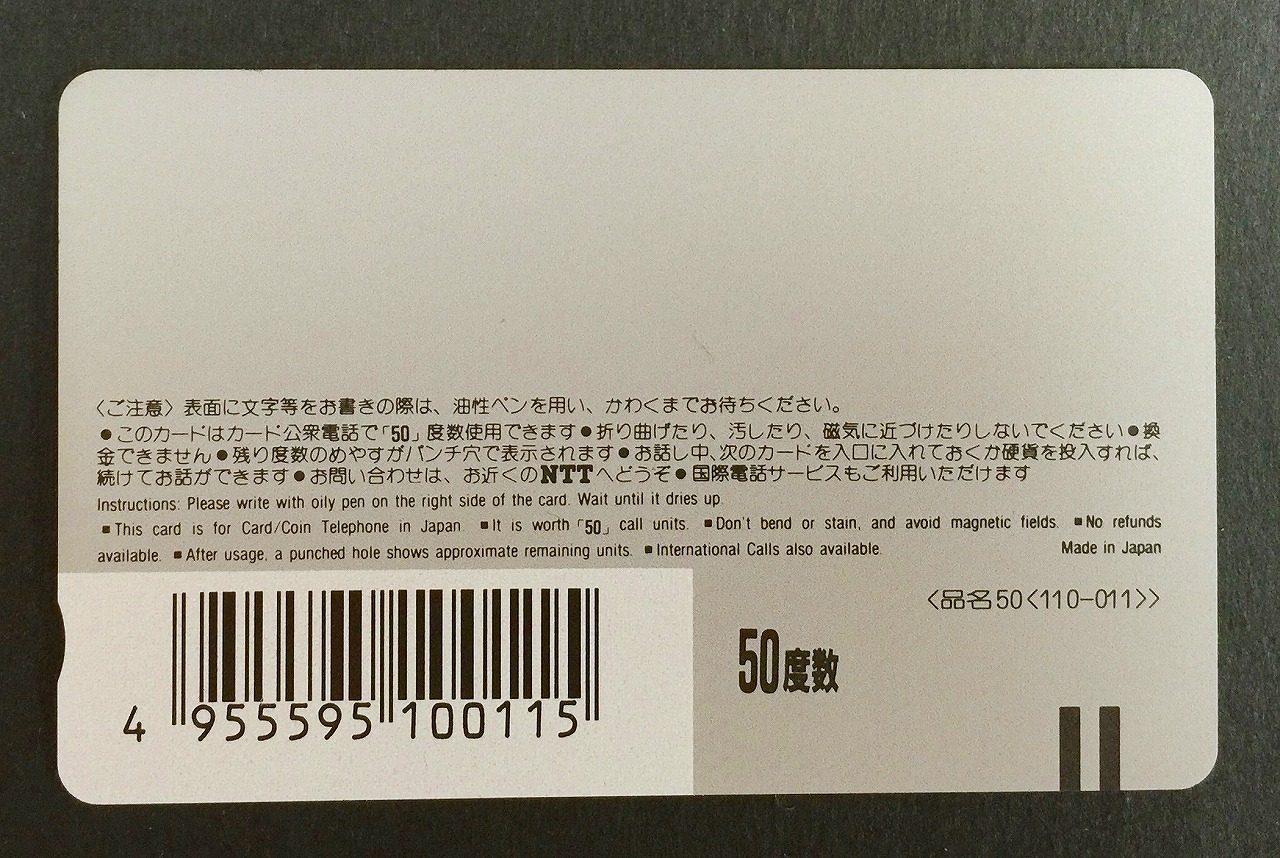 〈ご注意〉表面に文字等をお書きの際は、油性ペンを用い、かわくまでお待ちください。
●このカードはカード公衆電話で「50」度数使用できます●折り曲げたり、汚したり、磁気に近づけたりしないでください●換
金できません●残り度数のめやすがパンチ穴で表示されます●お話し中、次のカードを入口に入れておくか硬貨を投入すれば、
続けてお話ができます●お問い合わせは、お近くのNTTへどうぞ●国際電話サービスもご利用いただけます
Instructions: Please write with oily pen on the right side of the card. Wait until it dries up.
■This card is for Card/Coin Telephone in Japan. ■It is worth「50」call units. ■Don't bend or stain, and avoid magnetic fields. ■No refunds
available. ■After usage, a punched hole shows approximate remaining units. ■International Calls also available. Made in Japan
〈品名50〈110-011〉〉
50度数
4 955595 100115